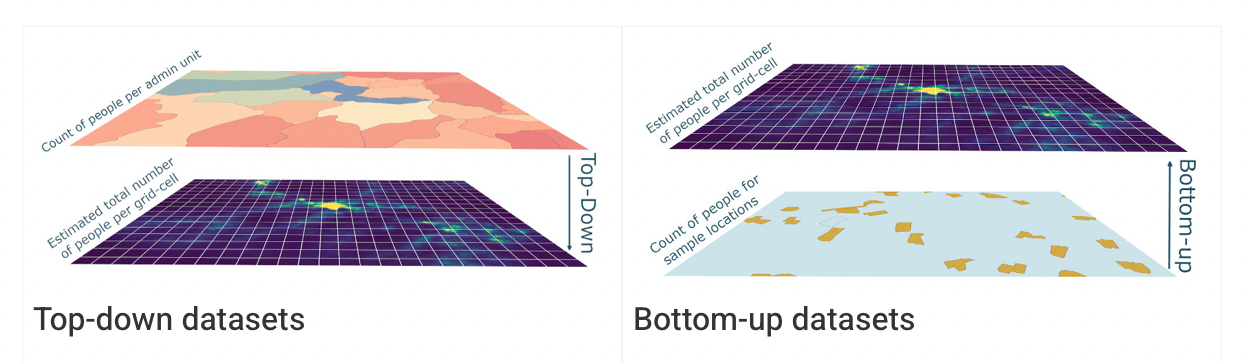 Count of people per admin unit
Estimated total number
of people per grid-cell
Top-Down
Top-down datasets
Estimated total number
of people per grid-cell
Count of people for
sample locations
Bottom-up
Bottom-up datasets